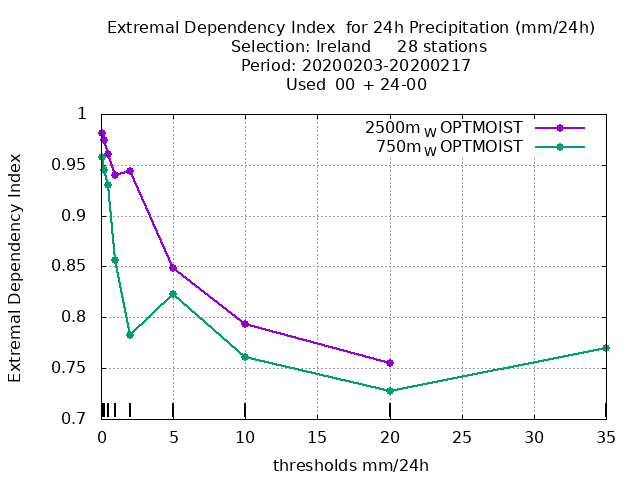 Extremal Dependency Index  for 24h Precipitation (mm/24h)
Selection: Ireland     28 stations
Period: 20200203-20200217
Used  00 + 24-00
2500m_W OPTMOIST
750m_W OPTMOIST
Extremal Dependency Index
1
0.95
0.9
0.85
0.8
0.75
0.7
0 5 10 15 20 25 30 35
thresholds mm/24h